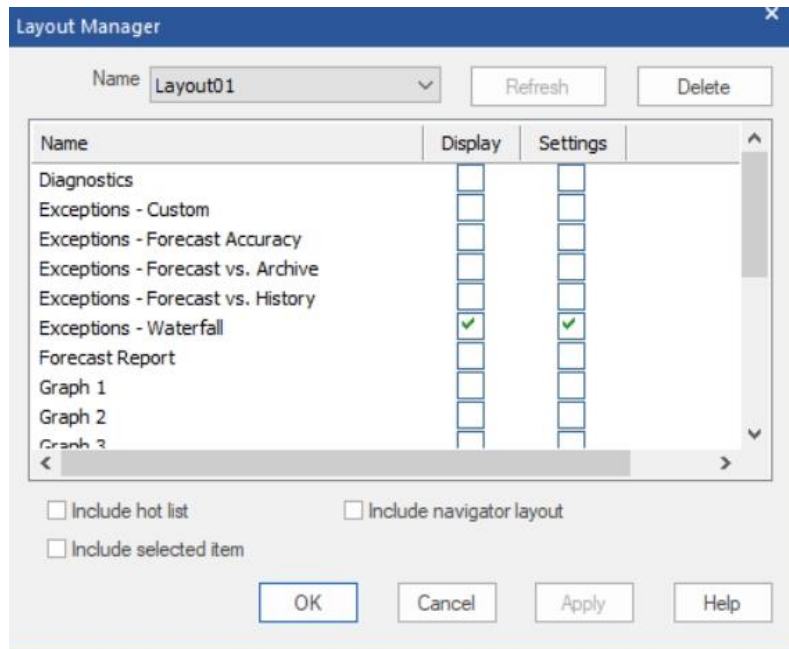 Layout Manager
Name Layout01 Refresh Delete
Name Display Settings
Diagnostics
Exceptions - Custom
Exceptions - Forecast Accuracy
Exceptions - Forecast vs. Archive
Exceptions - Forecast vs. History
Exceptions - Waterfall
Forecast Report
Graph 1
Graph 2
Graph 3
Include hot list Include navigator layout
Include selected item
OK Cancel Apply Help